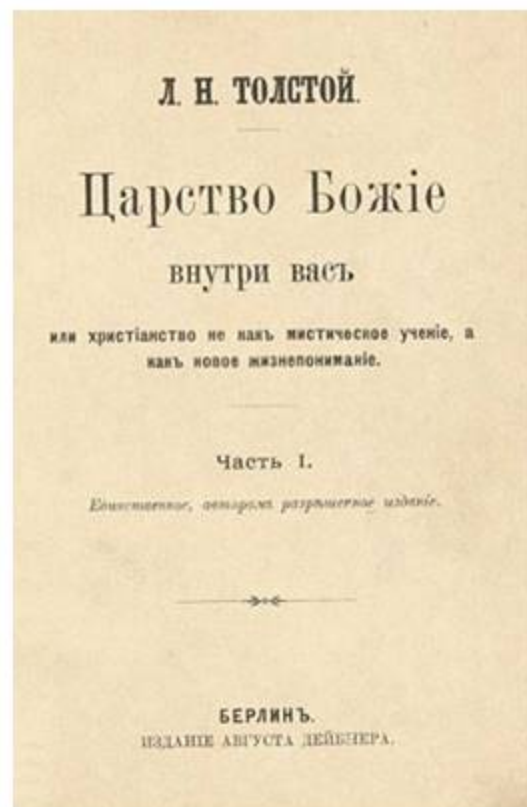 Л. Н. ТОЛСТОЙ.
Царство Божіе
внутри васъ
или христіанство не какъ мистическое ученіе, а
какъ новое жизнепониманіе.
Часть I.
Единственное, авторомъ разрѣшенное изданіе.
БЕРЛИНЪ.
ИЗДАНІЕ АВГУСТА ДЕЙБНЕРА.